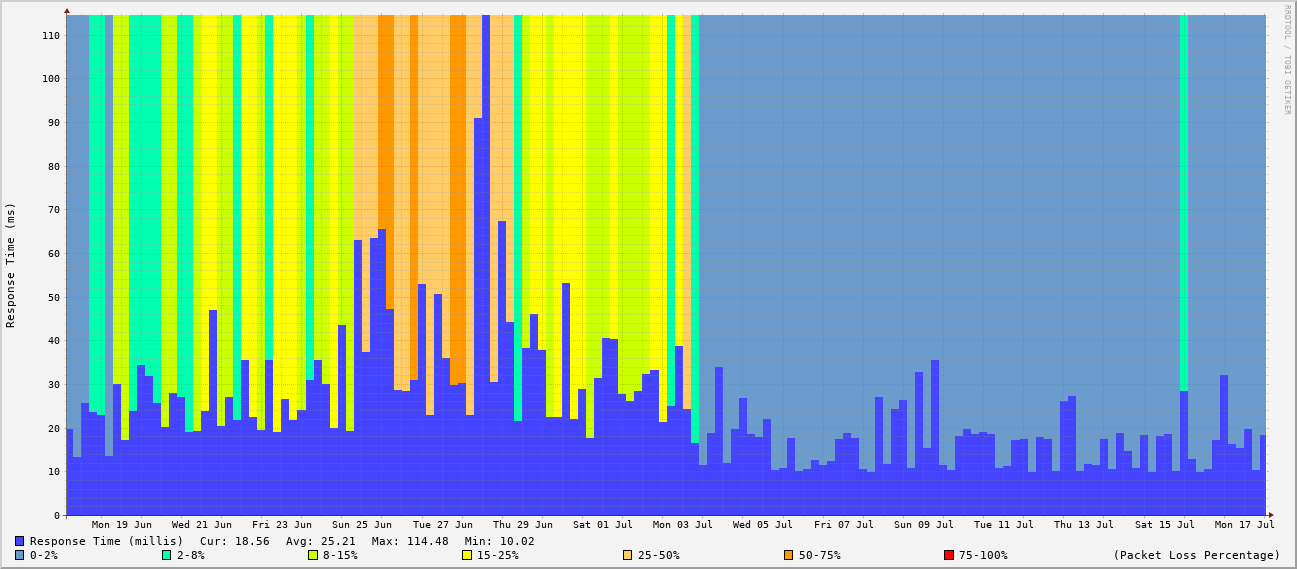 RRDTOOL / TOBI OETIKER
Response Time (ms)
110
100
90
80
70
60
50
40
30
20
10
0
Mon 19 Jun Wed 21 Jun Fri 23 Jun Sun 25 Jun Tue 27 Jun Thu 29 Jun Sat 01 Jul Mon 03 Jul Wed 05 Jul Fri 07 Jul Sun 09 Jul Tue 11 Jul Thu 13 Jul Sat 15 Jul Mon 17 Jul
Response Time (millis) Cur: 18.56 Avg: 25.21 Max: 114.48 Min: 10.02
0-2% 2-8% 8-15% 15-25% 25-50% 50-75% 75-100% (Packet Loss Percentage)